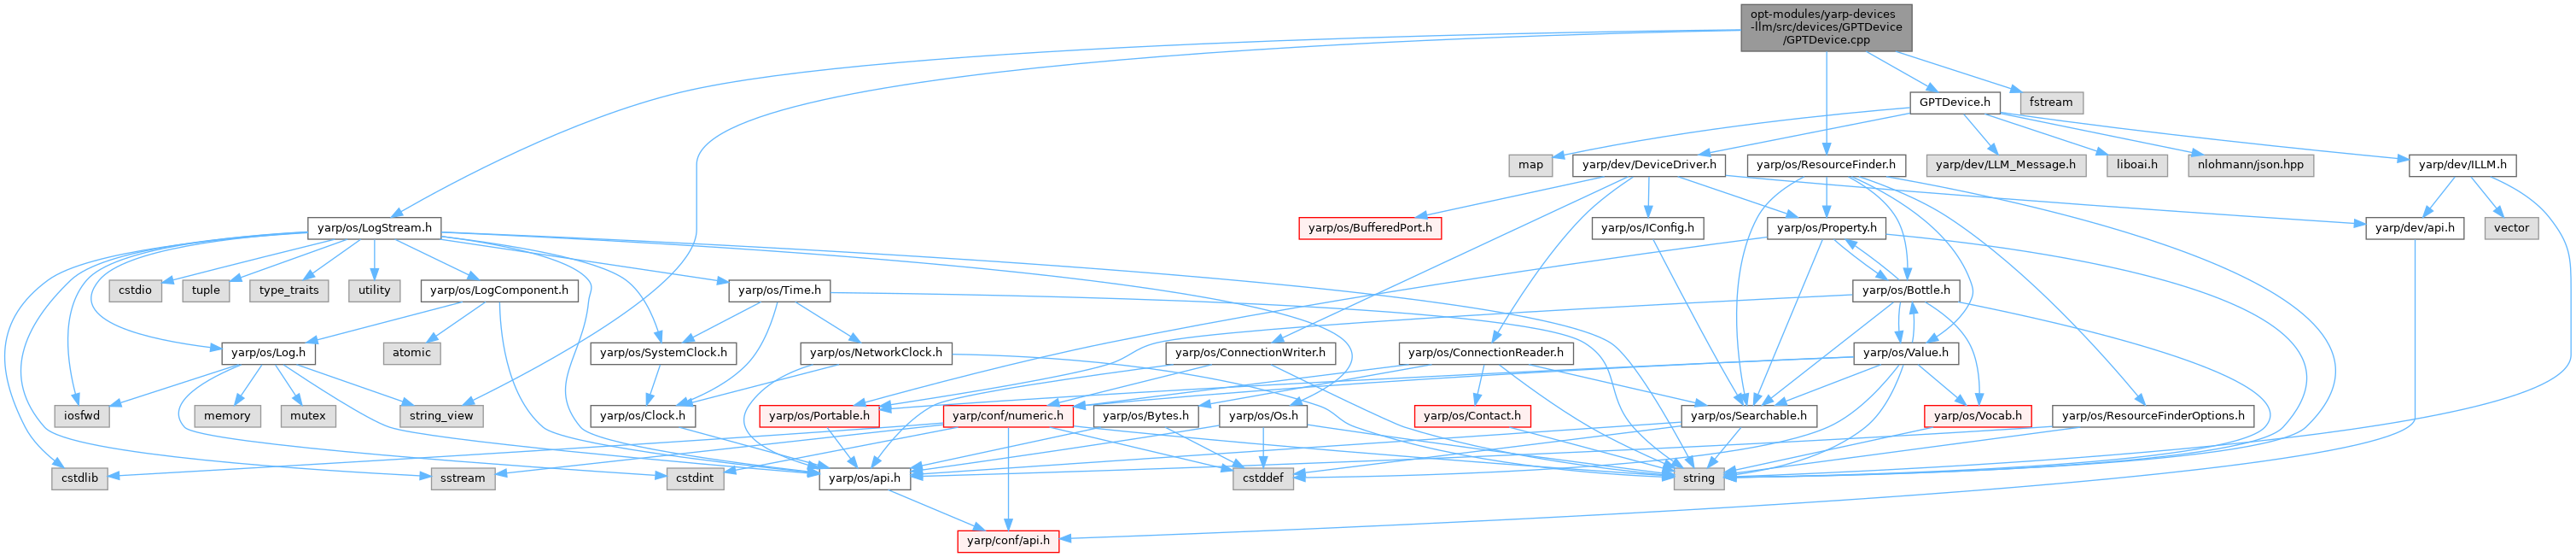 opt-modules/yarp-devices
-llm/src/devices/GPTDevice
/GPTDevice.cpp
GPTDevice.h
fstream
map
yarp/dev/DeviceDriver.h
yarp/os/ResourceFinder.h
yarp/dev/LLM_Message.h
liboai.h
nlohmann/json.hpp
yarp/dev/ILLM.h
yarp/os/LogStream.h
yarp/os/BufferedPort.h
yarp/os/IConfig.h
yarp/os/Property.h
yarp/dev/api.h
vector
cstdio
tuple
type_traits
utility
yarp/os/LogComponent.h
yarp/os/Time.h
yarp/os/Bottle.h
yarp/os/Log.h
atomic
yarp/os/SystemClock.h
yarp/os/NetworkClock.h
yarp/os/ConnectionWriter.h
yarp/os/ConnectionReader.h
yarp/os/Value.h
iosfwd
memory
mutex
string_view
yarp/os/Clock.h
yarp/os/Portable.h
yarp/conf/numeric.h
yarp/os/Bytes.h
yarp/os/Os.h
yarp/os/Contact.h
yarp/os/Searchable.h
yarp/os/Vocab.h
yarp/os/ResourceFinderOptions.h
cstdlib
sstream
cstdint
yarp/os/api.h
cstddef
string
yarp/conf/api.h